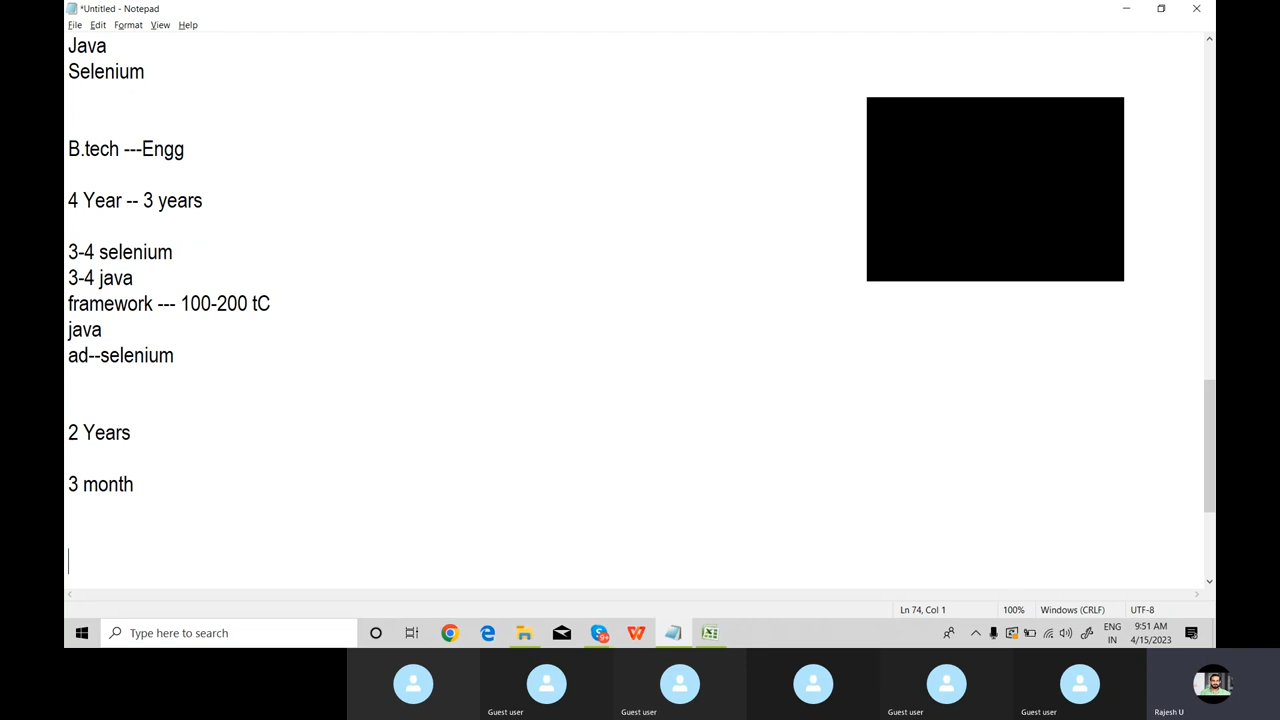 *Untitled - Notepad
File Edit Format View Help
Java
Selenium
B.tech ---Engg
4 Year -- 3 years
3-4 selenium
3-4 java
framework --- 100-200 tC
java
ad--selenium
2 Years
3 month
Ln 74, Col 1 100% Windows (CRLF) UTF-8
Type here to search
ENG
IN
9:51 AM
4/15/2023
Guest user Guest user Guest user Guest user Rajesh U